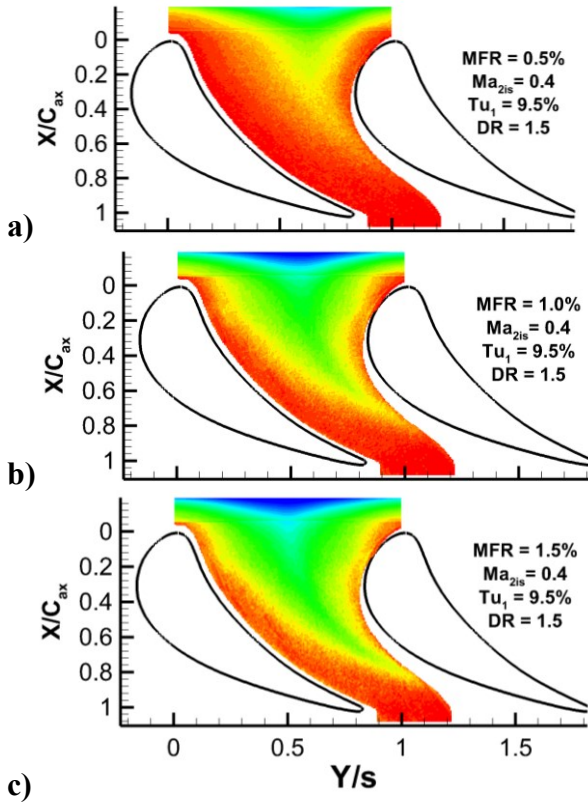 0
0.2
0.4
0.6
0.8
1
X/Cax
MFR = 0.5%
Ma2is= 0.4
Tu1 = 9.5%
DR = 1.5
a)
0
0.2
0.4
0.6
0.8
1
X/Cax
MFR = 1.0%
Ma2is= 0.4
Tu1 = 9.5%
DR = 1.5
b)
0
0.2
0.4
0.6
0.8
1
X/Cax
MFR = 1.5%
Ma2is= 0.4
Tu1 = 9.5%
DR = 1.5
0 0.5 1 1.5
Y/s
c)